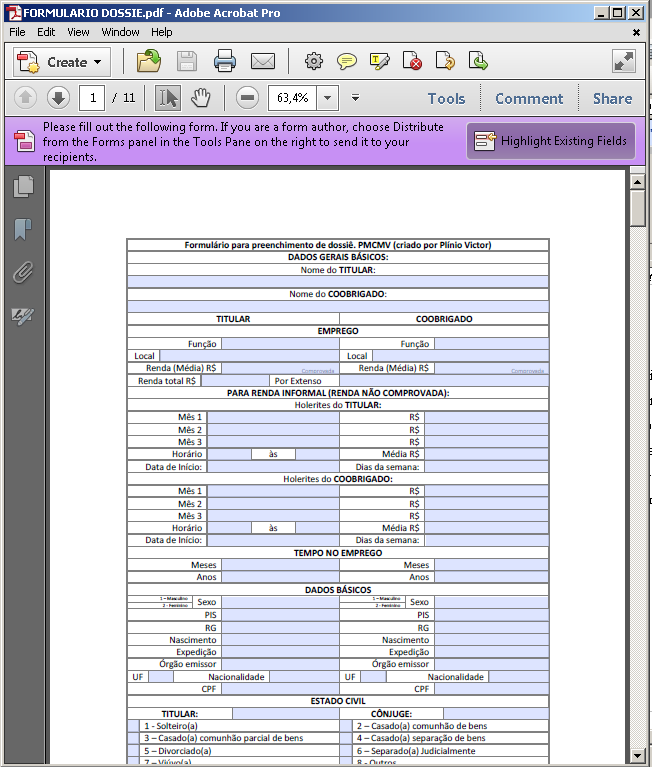 FORMULARIO DOSSIE.pdf - Adobe Acrobat Pro
File Edit View Window Help
Create
1 / 11 63,4% Tools Comment Share
Please fill out the following form. If you are a form author, choose Distribute
from the Forms panel in the Tools Pane on the right to send it to your
recipients.
Highlight Existing Fields
Formulário para preenchimento de dossiê. PMCMV (criado por Plínio Victor)
DADOS GERAIS BÁSICOS:
Nome do TITULAR:
Nome do COOBRIGADO:
TITULAR COOBRIGADO
EMPREGO
Função Função
Local Local
Renda (Média) R$ Comprovada Renda (Média) R$ Comprovada
Renda total R$ Por Extenso
PARA RENDA INFORMAL (RENDA NÃO COMPROVADA):
Holerites do TITULAR:
Mês 1 R$
Mês 2 R$
Mês 3 R$
Horário às Média R$
Data de Início: Dias da semana:
Holerites do COOBRIGADO:
Mês 1 R$
Mês 2 R$
Mês 3 R$
Horário às Média R$
Data de Início: Dias da semana:
TEMPO NO EMPREGO
Meses Meses
Anos Anos
DADOS BÁSICOS
1 – Masculino 1 – Masculino
2 - Feminino Sexo 2 - Feminino Sexo
PIS PIS
RG RG
Nascimento Nascimento
Expedição Expedição
Órgão emissor Órgão emissor
UF Nacionalidade UF Nacionalidade
CPF CPF
ESTADO CIVIL
TITULAR: CÔNJUGE:
1 - Solteiro(a) 2 – Casado(a) comunhão de bens
3 – Casado(a) comunhão parcial de bens 4 – Casado(a) separação de bens
5 – Divorciado(a) 6 – Separado(a) Judicialmente
7 – Viúvo(a) 8 - Outros